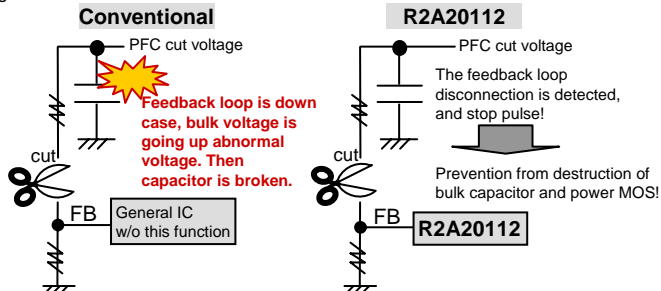 Conventional
PFC cut voltage
Feedback loop is down
case, bulk voltage is
going up abnormal
voltage. Then
capacitor is broken.
cut
FB
General IC
w/o this function
R2A20112
PFC cut voltage
The feedback loop
disconnection is detected,
and stop pulse!
Prevention from destruction of
bulk capacitor and power MOS!
cut
FB
R2A20112